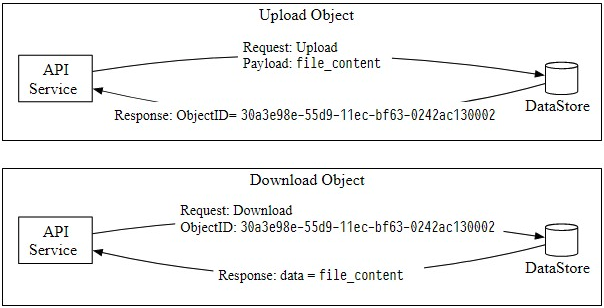 Upload Object
Request: Upload
Payload: file_content
API
Service
Response: ObjectID= 30a3e98e-55d9-11ec-bf63-0242ac130002
DataStore
Download Object
Request: Download
ObjectID: 30a3e98e-55d9-11ec-bf63-0242ac130002
API
Service
Response: data = file_content
DataStore